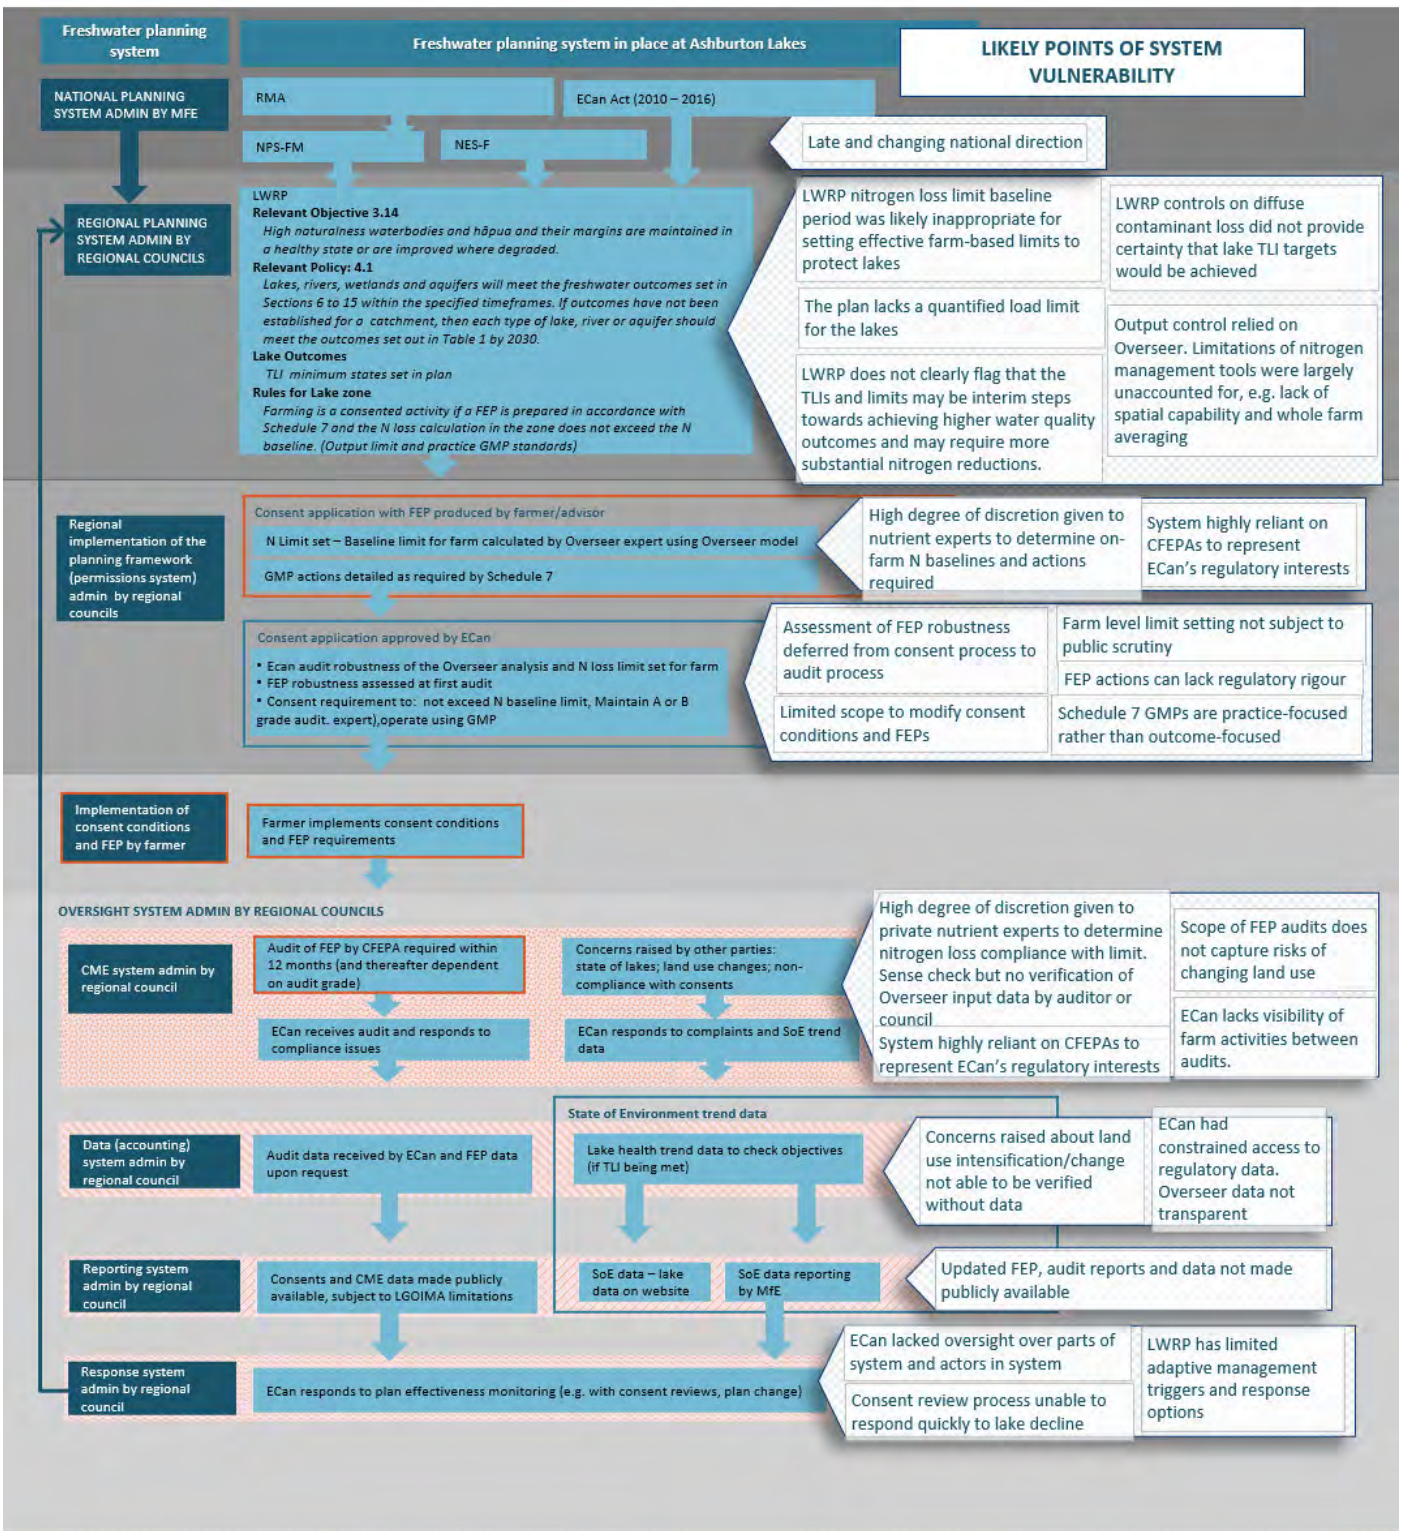 Freshwater planning
system
Freshwater planning system in place at Ashburton Lakes
LIKELY POINTS OF SYSTEM
VULNERABILITY
NATIONAL PLANNING
SYSTEM ADMIN BY MFE
RMA
ECan Act (2010 – 2016)
NPS-FM
NES-F
Late and changing national direction
REGIONAL PLANNING
SYSTEM ADMIN BY
REGIONAL COUNCILS
LWRP
Relevant Objective 3.14
High naturalness waterbodies and hāpua and their margins are maintained in
a healthy state or are improved where degraded.
Relevant Policy: 4.1
Lakes, rivers, wetlands and aquifers will meet the freshwater outcomes set in
Sections 6 to 15 within the specified timeframes. If outcomes have not been
established for a catchment, then each type of lake, river or aquifer should
meet the outcomes set out in Table 1 by 2030.
Lake Outcomes
TLI minimum states set in plan
Rules for Lake zone
Farming is a consented activity if a FEP is prepared in accordance with
Schedule 7 and the N loss calculation in the zone does not exceed the N
baseline. (Output limit and practice GMP standards)
LWRP nitrogen loss limit baseline
period was likely inappropriate for
setting effective farm-based limits to
protect lakes
The plan lacks a quantified load limit
for the lakes
LWRP does not clearly flag that the
TLIs and limits may be interim steps
towards achieving higher water quality
outcomes and may require more
substantial nitrogen reductions.
LWRP controls on diffuse
contaminant loss did not provide
certainty that lake TLI targets
would be achieved
Output control relied on
Overseer. Limitations of nitrogen
management tools were largely
unaccounted for, e.g. lack of
spatial capability and whole farm
averaging
Regional
implementation of the
planning framework
(permissions system)
admin by regional
councils
Consent application with FEP produced by farmer/advisor
N Limit set – Baseline limit for farm calculated by Overseer expert using Overseer model
GMP actions detailed as required by Schedule 7
High degree of discretion given to
nutrient experts to determine on-
farm N baselines and actions
required
System highly reliant on
CFEPAs to represent
ECan's regulatory interests
Consent application approved by ECan
• Ecan audit robustness of the Overseer analysis and N loss limit set for farm
• FEP robustness assessed at first audit
• Consent requirement to: not exceed N baseline limit, Maintain A or B
grade audit. expert),operate using GMP
Assessment of FEP robustness
deferred from consent process to
audit process
Limited scope to modify consent
conditions and FEPs
Farm level limit setting not subject to
public scrutiny
FEP actions can lack regulatory rigour
Schedule 7 GMPs are practice-focused
rather than outcome-focused
Implementation of
consent conditions
and FEP by farmer
Farmer implements consent conditions
and FEP requirements
OVERSIGHT SYSTEM ADMIN BY REGIONAL COUNCILS
CME system admin by
regional council
Audit of FEP by CFEPA required within
12 months (and thereafter dependent
on audit grade)
Concerns raised by other parties:
state of lakes; land use changes; non-
compliance with consents
ECan receives audit and responds to
compliance issues
ECan responds to complaints and SoE trend
data
High degree of discretion given to
private nutrient experts to determine
nitrogen loss compliance with limit.
Sense check but no verification of
Overseer input data by auditor or
council
System highly reliant on CFEPAs to
represent ECan's regulatory interests
Scope of FEP audits does
not capture risks of
changing land use
ECan lacks visibility of
farm activities between
audits.
State of Environment trend data
Data (accounting)
system admin by
regional council
Audit data received by ECan and FEP data
upon request
Lake health trend data to check objectives
(if TLI being met)
Concerns raised about land
use intensification/change
not able to be verified
without data
ECan had
constrained access to
regulatory data.
Overseer data not
transparent
Reporting system
admin by regional
council
Consents and CME data made publicly
available, subject to LGOIMA limitations
SoE data – lake
data on website
SoE data reporting
by MfE
Updated FEP, audit reports and data not made
publicly available
Response system
admin by regional
council
ECan responds to plan effectiveness monitoring (e.g. with consent reviews, plan change)
ECan lacked oversight over parts of
system and actors in system
Consent review process unable to
respond quickly to lake decline
LWRP has limited
adaptive management
triggers and response
options